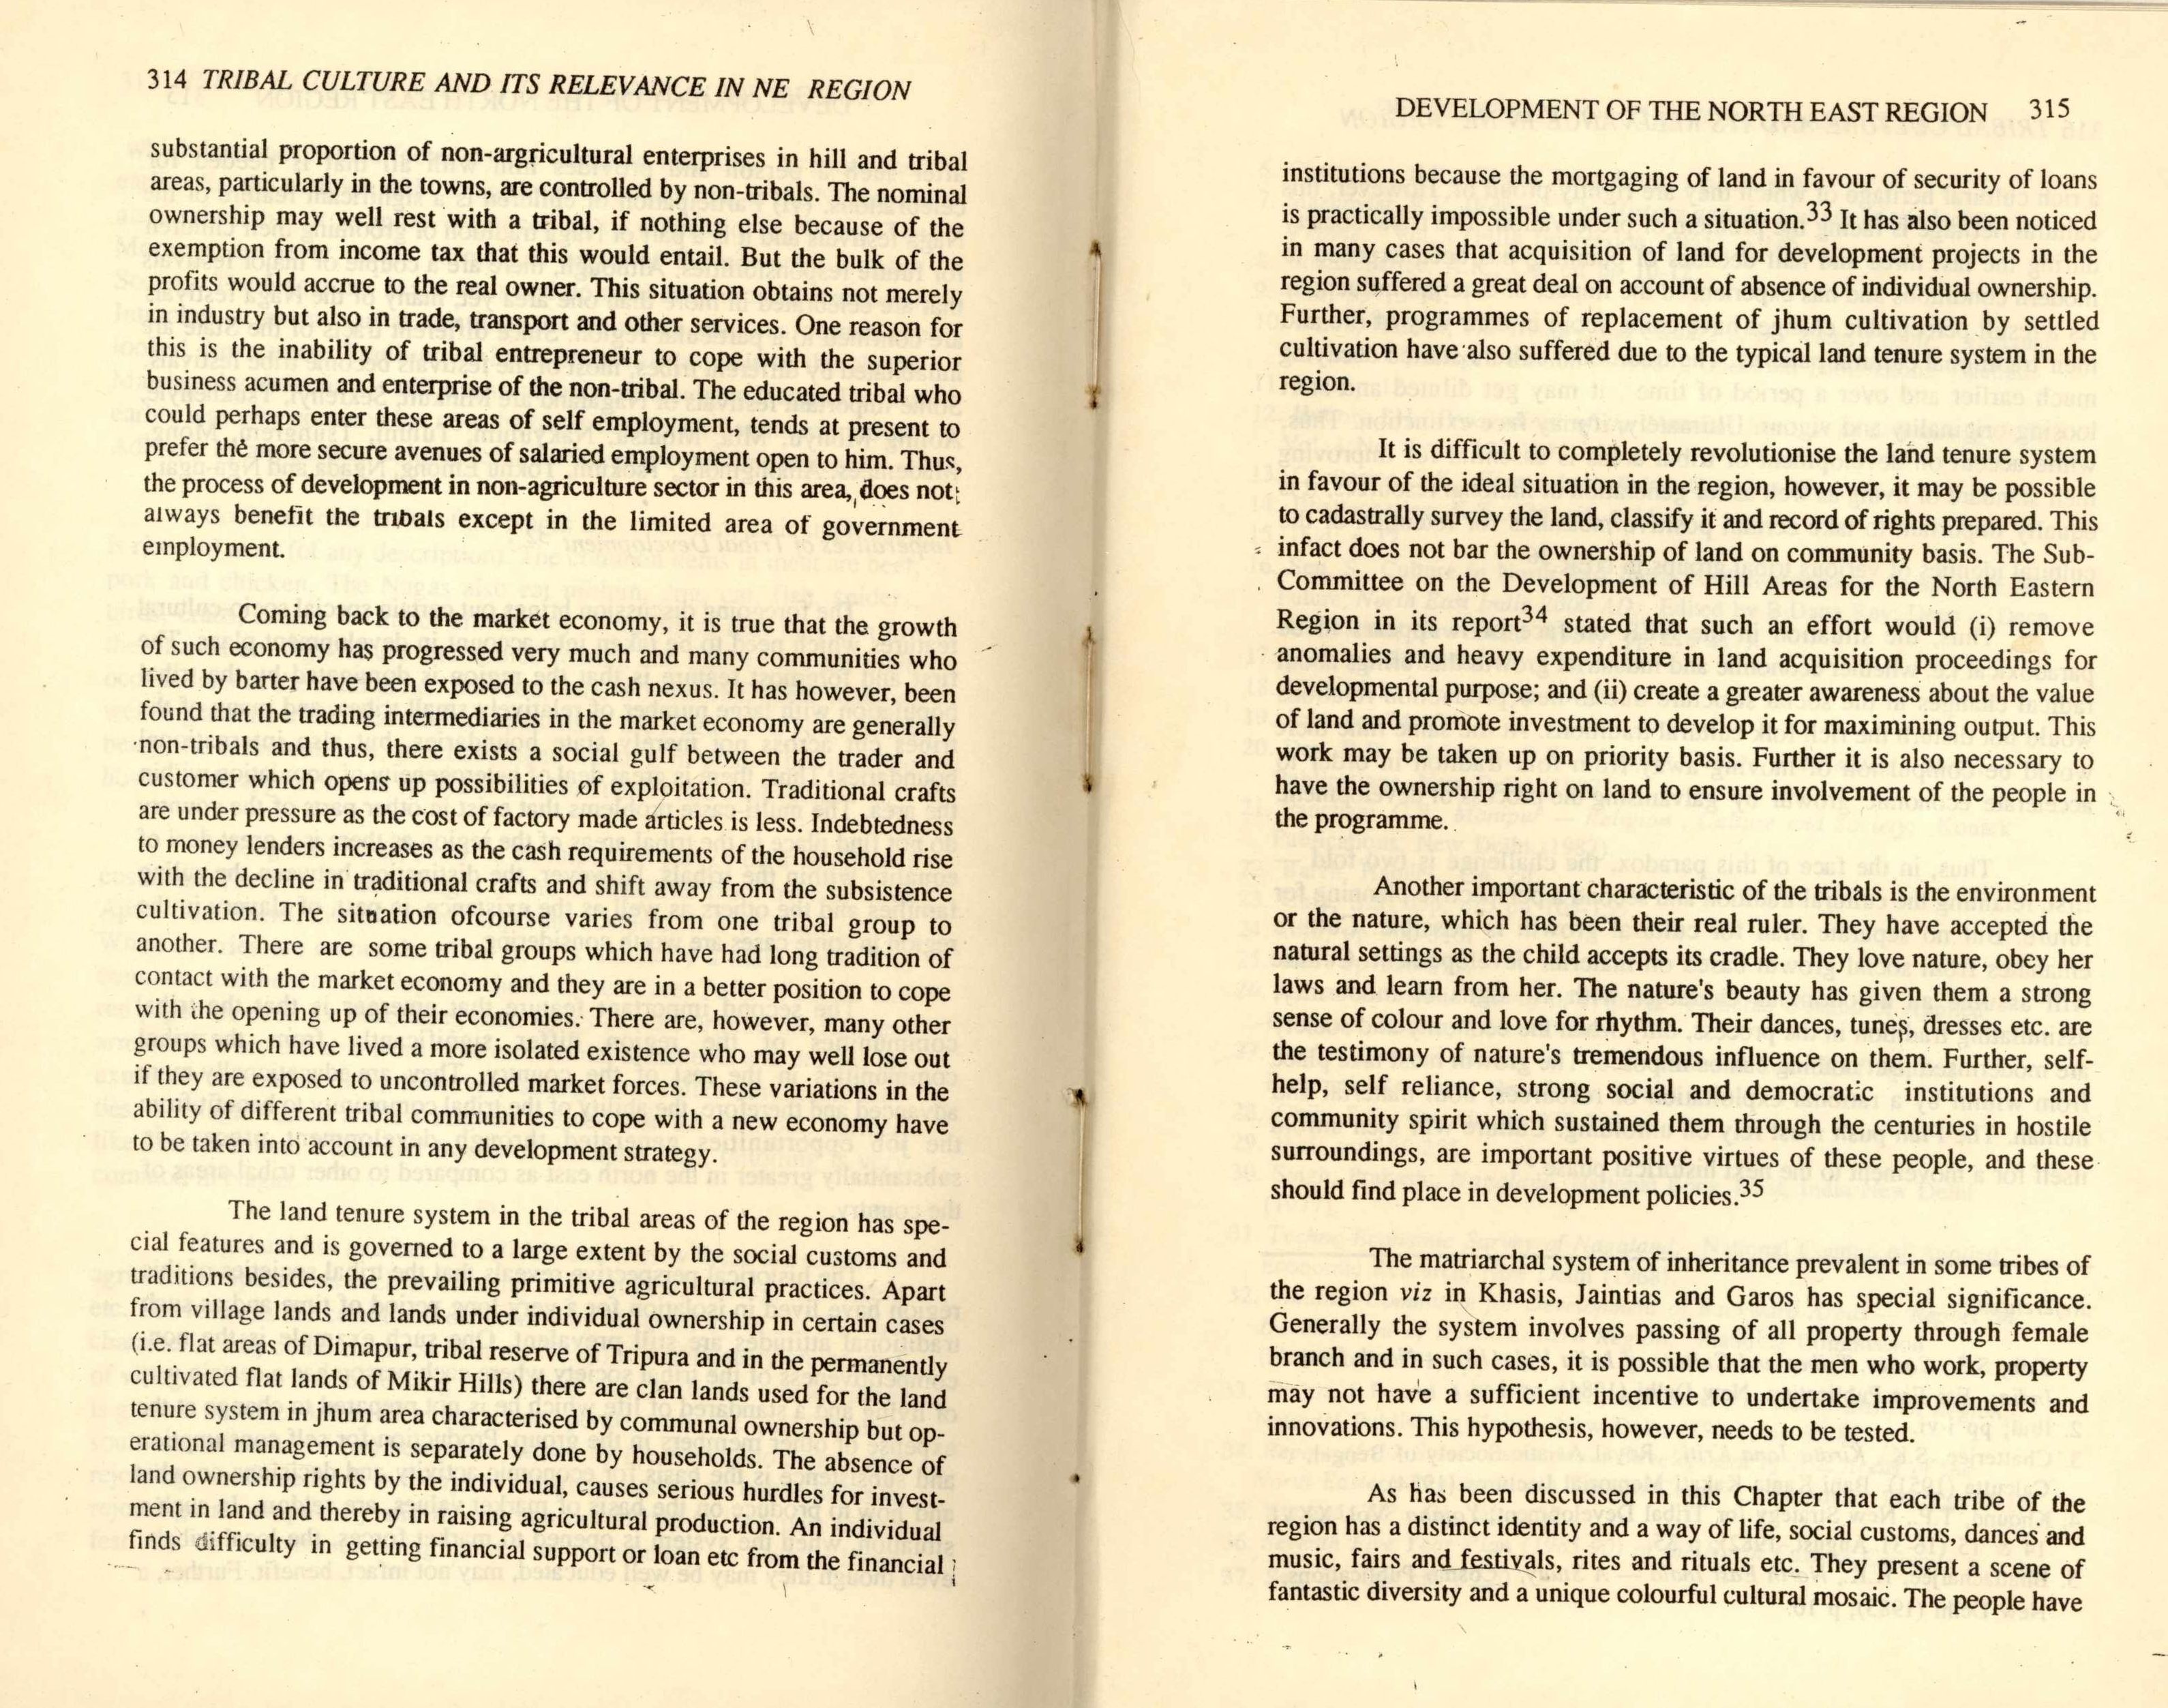 314 TRIBAL CULTURE AND ITS RELEVANCE IN NE REGION
substantial proportion of non-argricultural enterprises in hill and tribal
areas, particularly in the towns, are controlled by non-tribals. The nominal
ownership may well rest with a tribal, if nothing else because of the
exemption from income tax that this would entail. But the bulk of the
profits would accrue to the real owner. This situation obtains not merely
in industry but also in trade, transport and other services. One reason for
this is the inability of tribal entrepreneur to cope with the superior
business acumen and enterprise of the non-tribal. The educated tribal who
could perhaps enter these areas of self employment, tends at present to
prefer the more secure avenues of salaried employment open to him. Thus,
the process of development in non-agriculture sector in this area, does not
always benefit the tribals except in the limited area of government
employment.
Coming back to the market economy, it is true that the growth
of such economy has progressed very much and many communities who
lived by barter have been exposed to the cash nexus. It has however, been
found that the trading intermediaries in the market economy are generally
non-tribals and thus, there exists a social gulf between the trader and
customer which opens up possibilities of exploitation. Traditional crafts
are under pressure as the cost of factory made articles is less. Indebtedness
to money lenders increases as the cash requirements of the household rise
with the decline in traditional crafts and shift away from the subsistence
cultivation. The situation ofcourse varies from one tribal group to
another. There are some tribal groups which have had long tradition of
contact with the market economy and they are in a better position to cope
with the opening up of their economies. There are, however, many other
groups which have lived a more isolated existence who may well lose out
if they are exposed to uncontrolled market forces. These variations in the
ability of different tribal communities to cope with a new economy have
to be taken into account in any development strategy.
The land tenure system in the tribal areas of the region has spe-
cial features and is governed to a large extent by the social customs and
traditions besides, the prevailing primitive agricultural practices. Apart
from village lands and lands under individual ownership in certain cases
(i.e. flat areas of Dimapur, tribal reserve of Tripura and in the permanently
cultivated flat lands of Mikir Hills) there are clan lands used for the land
tenure system in jhum area characterised by communal ownership but op-
erational management is separately done by households. The absence of
land ownership rights by the individual, causes serious hurdles for invest-
ment in land and thereby in raising agricultural production. An individual
finds difficulty in getting financial support or loan etc from the financial
DEVELOPMENT OF THE NORTH EAST REGION 315
institutions because the mortgaging of land in favour of security of loans
is practically impossible under such a situation.33 It has also been noticed
in many cases that acquisition of land for development projects in the
region suffered a great deal on account of absence of individual ownership.
Further, programmes of replacement of jhum cultivation by settled
cultivation have also suffered due to the typical land tenure system in the
region.
It is difficult to completely revolutionise the land tenure system
in favour of the ideal situation in the region, however, it may be possible
to cadastrally survey the land, classify it and record of rights prepared. This
infact does not bar the ownership of land on community basis. The Sub-
Committee on the Development of Hill Areas for the North Eastern
Region in its report34 stated that such an effort would (i) remove
anomalies and heavy expenditure in land acquisition proceedings for
developmental purpose; and (ii) create a greater awareness about the value
of land and promote investment to develop it for maximining output. This
work may be taken up on priority basis. Further it is also necessary to
have the ownership right on land to ensure involvement of the people in
the programme.
Another important characteristic of the tribals is the environment
or the nature, which has been their real ruler. They have accepted the
natural settings as the child accepts its cradle. They love nature, obey her
laws and learn from her. The nature's beauty has given them a strong
sense of colour and love for rhythm. Their dances, tunes, dresses etc. are
the testimony of nature's tremendous influence on them. Further, self-
help, self reliance, strong social and democratic institutions and
community spirit which sustained them through the centuries in hostile
surroundings, are important positive virtues of these people, and these
should find place in development policies.35
The matriarchal system of inheritance prevalent in some tribes of
the region viz in Khasis, Jaintias and Garos has special significance.
Generally the system involves passing of all property through female
branch and in such cases, it is possible that the men who work, property
may not have a sufficient incentive to undertake improvements and
innovations. This hypothesis, however, needs to be tested.
As has been discussed in this Chapter that each tribe of the
region has a distinct identity and a way of life, social customs, dances and
music, fairs and festivals, rites and rituals etc. They present a scene of
fantastic diversity and a unique colourful cultural mosaic. The people have